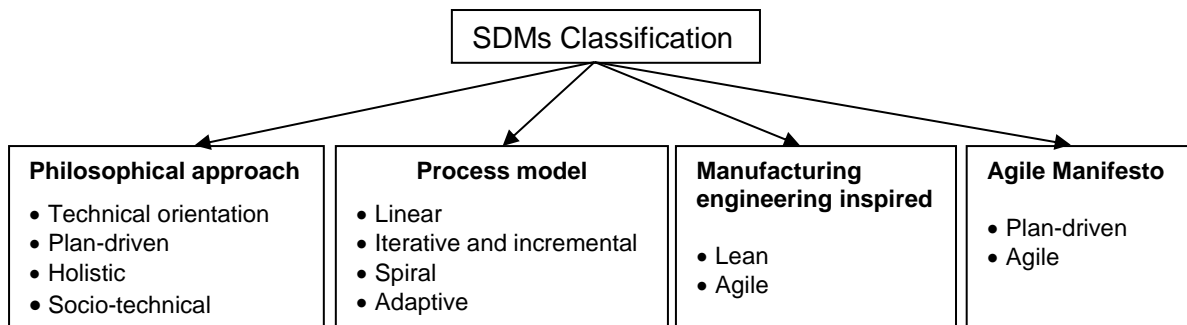 SDMs Classification
Philosophical approach
• Technical orientation
• Plan-driven
• Holistic
• Socio-technical
Process model
• Linear
• Iterative and incremental
• Spiral
• Adaptive
Manufacturing
engineering inspired
• Lean
• Agile
Agile Manifesto
• Plan-driven
• Agile